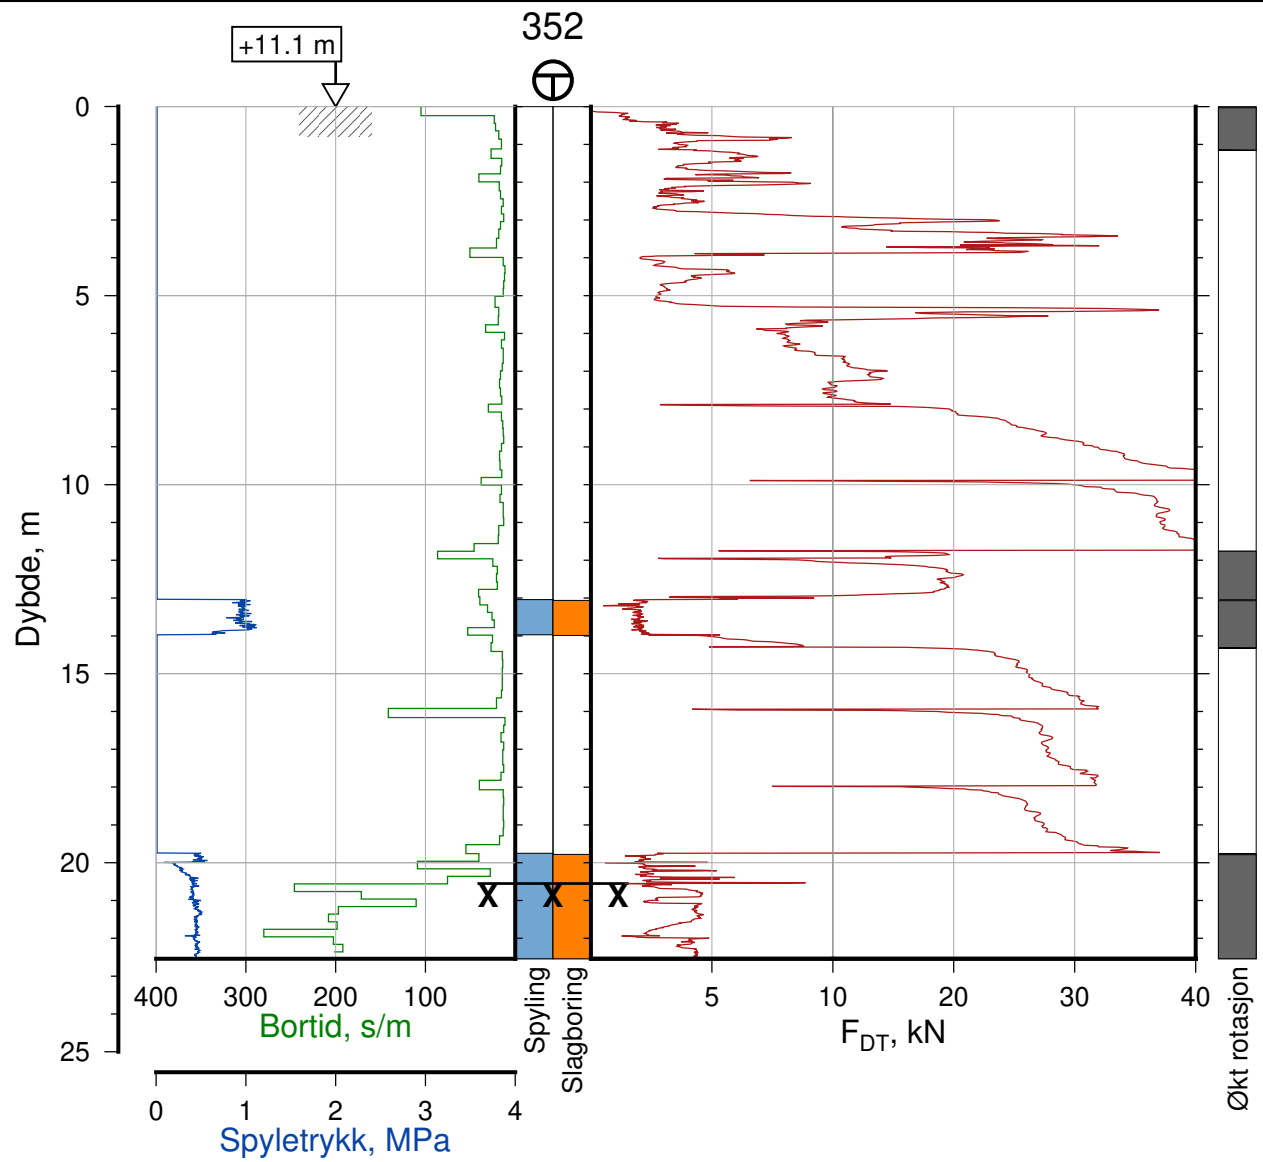 352
+11.1 m
0
5
10
15
20
25
Dybde, m
400 300 200 100
Bortid, s/m
0 1 2 3 4
Spyletrykk, MPa
Spyling
Slagboring
X X X
5 10 20 30 40
F_DT, kN
Økt rotasjon